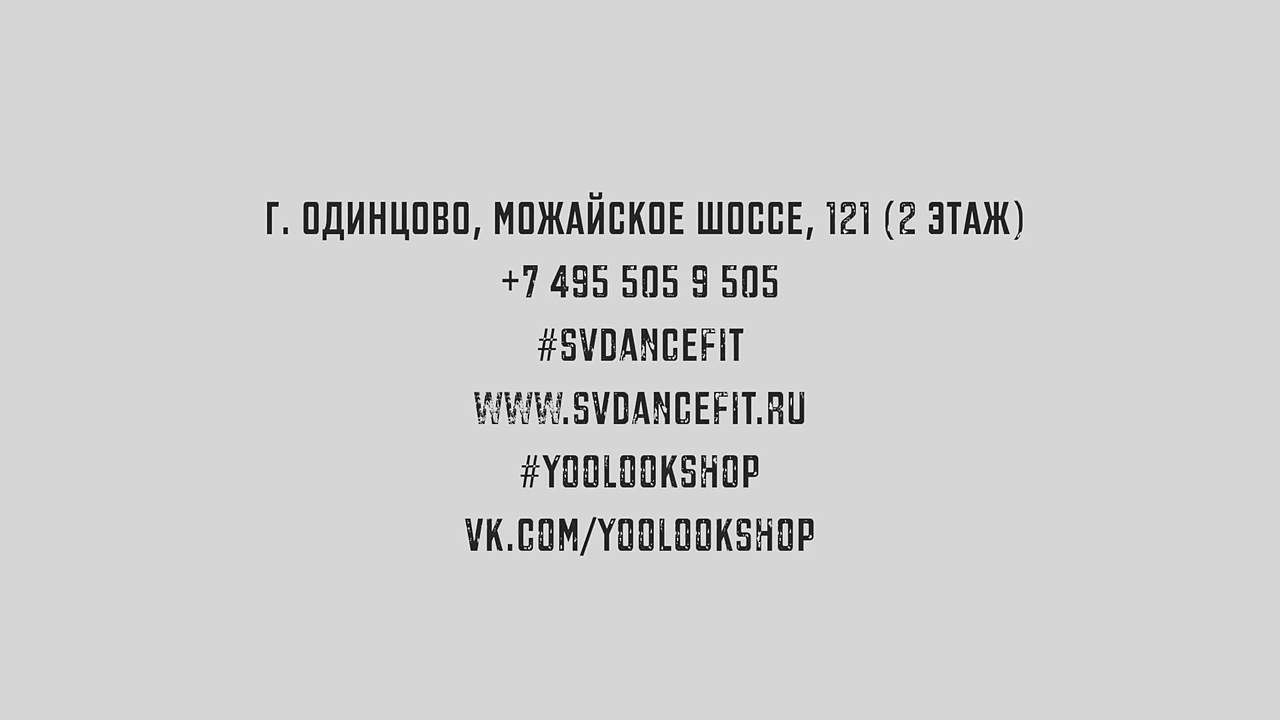 Г. ОДИНЦОВО, МОЖАЙСКОЕ ШОССЕ, 121 (2 ЭТАЖ)
+7 495 505 9 505
#SVDANCEFIT
WWW.SVDANCEFIT.RU
#YOOLOOKSHOP
VK.COM/YOOLOOKSHOP